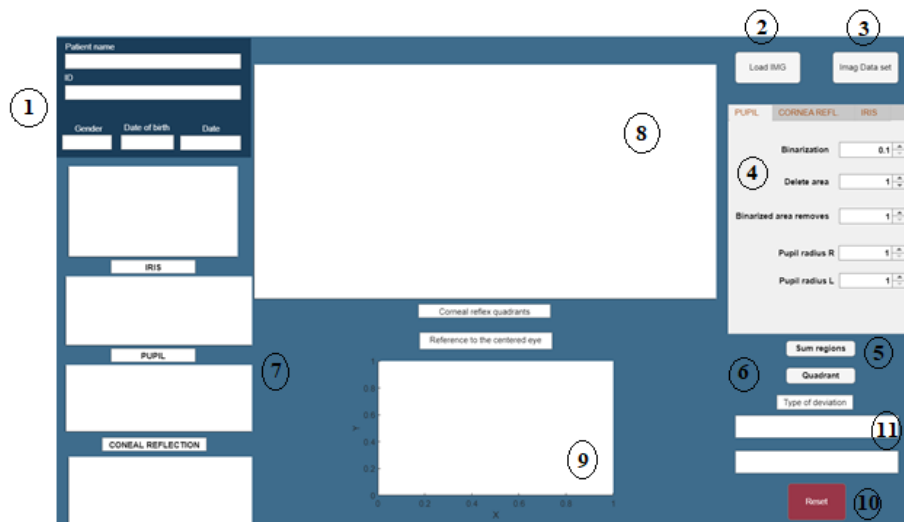 2
3
Patient name
ID
1
Gender Date of birth Date
Load IMG
Imag Data set
8
PUPIL CORNEA REFL IRIS
4
Binarization 0.1
Delete area 1
Binarized area removes 1
Pupil radius R 1
Pupil radius L 1
IRIS
PUPIL
7
CONEAL REFLECTION
Corneal reflex quadrants
Reference to the centered eye
1
0.8
0.6
0.4
0.2
0
Y
0 0.2 0.4 0.6 0.8 1
X
9
Sum regions
5
6
Quadrant
Type of deviation
11
Reset
10